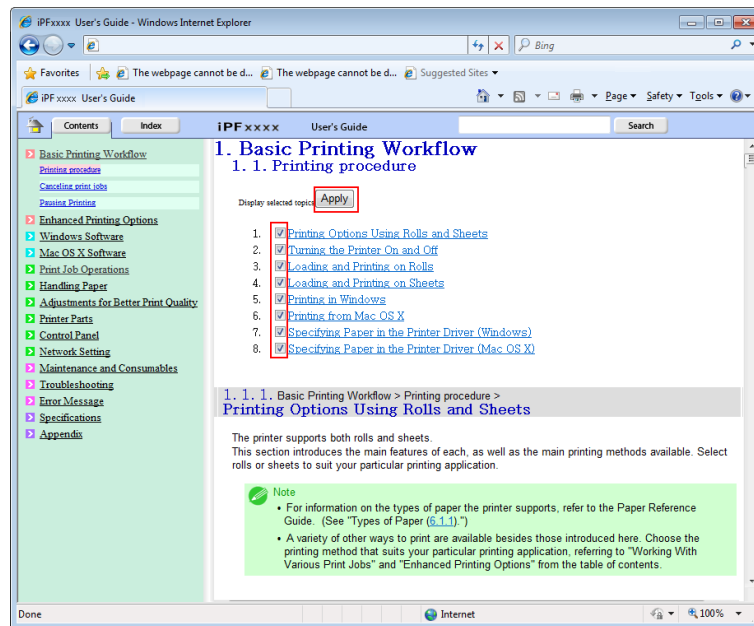 iPFxxxx User's Guide - Windows Internet Explorer
Bing
Favorites The webpage cannot be d... The webpage cannot be d... Suggested Sites
iPF xxxx User's Guide Page Safety Tools
Contents Index iPFxxxx User's Guide Search
Basic Printing Workflow
Printing procedure
Canceling print jobs
Pausing Printing
Enhanced Printing Options
Windows Software
Mac OS X Software
Print Job Operations
Handling Paper
Adjustments for Better Print Quality
Printer Parts
Control Panel
Network Setting
Maintenance and Consumables
Troubleshooting
Error Message
Specifications
Appendix
1. Basic Printing Workflow
1. 1. Printing procedure
Display selected topics Apply
1. Printing Options Using Rolls and Sheets
2. Turning the Printer On and Off
3. Loading and Printing on Rolls
4. Loading and Printing on Sheets
5. Printing in Windows
6. Printing from Mac OS X
7. Specifying Paper in the Printer Driver (Windows)
8. Specifying Paper in the Printer Driver (Mac OS X)
1. 1. 1. Basic Printing Workflow > Printing procedure >
Printing Options Using Rolls and Sheets
The printer supports both rolls and sheets.
This section introduces the main features of each, as well as the main printing methods available. Select
rolls or sheets to suit your particular printing application.
Note
• For information on the types of paper the printer supports, refer to the Paper Reference
Guide. (See "Types of Paper (6.1.1).")
• A variety of other ways to print are available besides those introduced here. Choose the
printing method that suits your particular printing application, referring to "Working With
Various Print Jobs" and "Enhanced Printing Options" from the table of contents.
Done Internet 100%